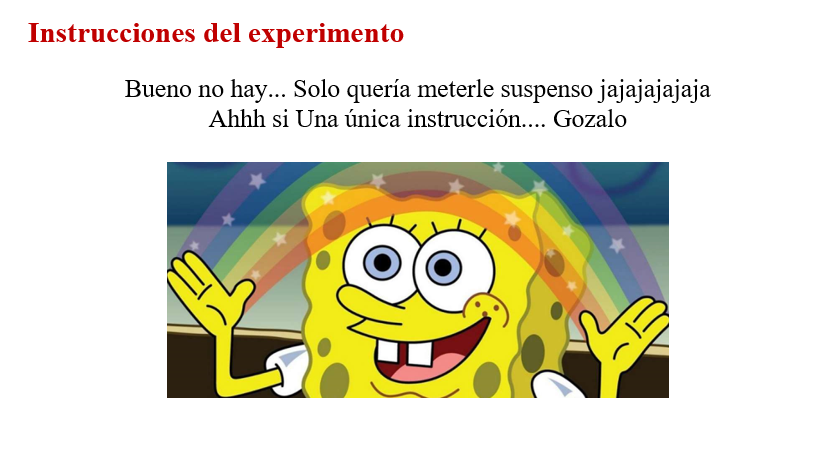 Instrucciones del experimento
Bueno no hay... Solo quería meterle suspenso jajajajajaja
Ahhh si Una única instrucción.... Gozalo